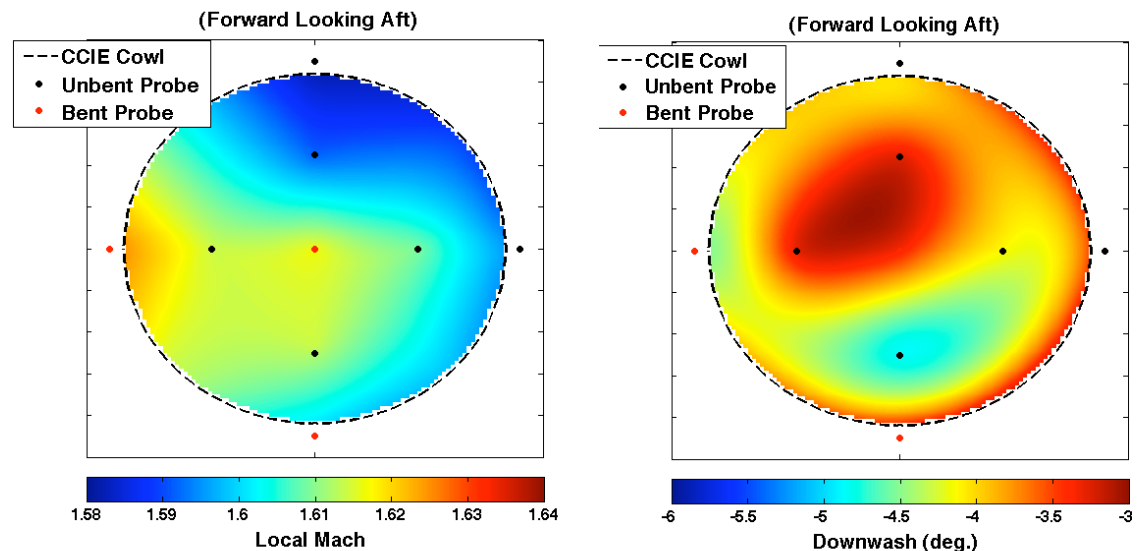 (Forward Looking Aft)
CCIE Cowl
Unbent Probe
Bent Probe
1.58 1.59 1.6 1.61 1.62 1.63 1.64
Local Mach
(Forward Looking Aft)
CCIE Cowl
Unbent Probe
Bent Probe
-6 -5.5 -5 -4.5 -4 -3.5 -3
Downwash (deg.)